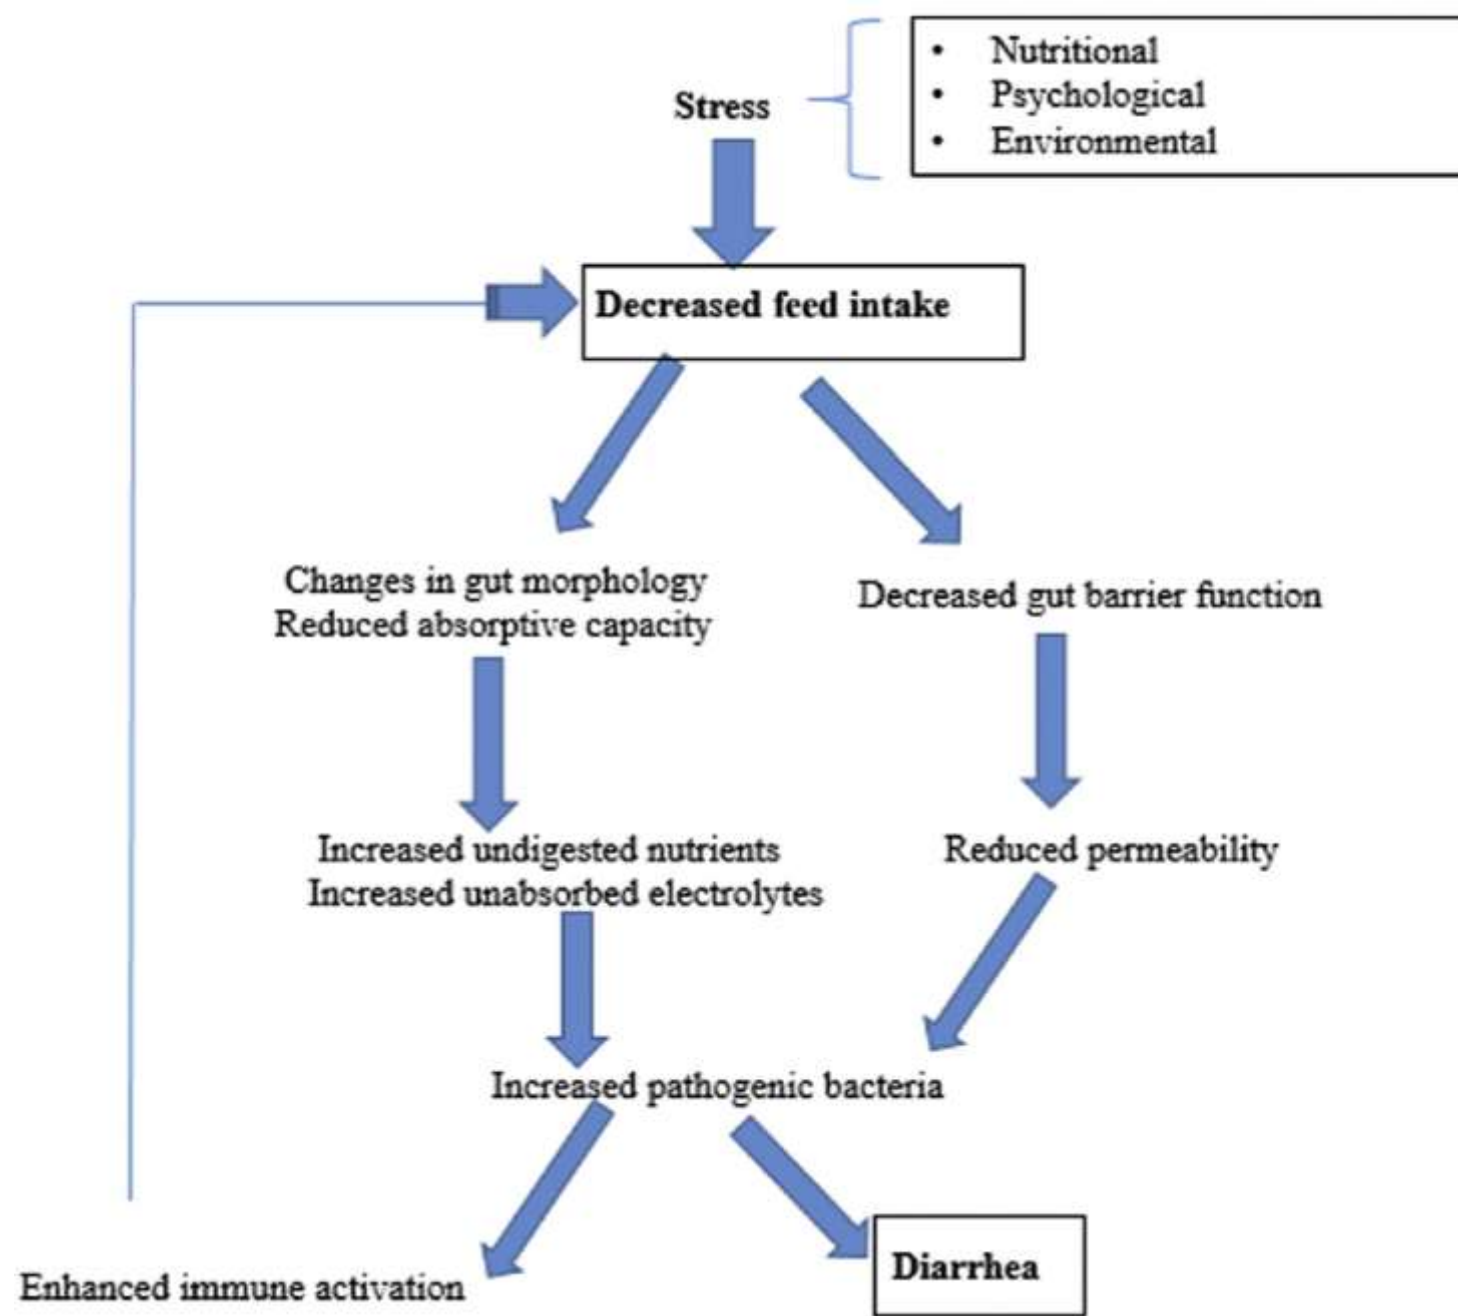 • Nutritional
• Psychological
• Environmental
Stress
Decreased feed intake
Changes in gut morphology
Reduced absorptive capacity
Decreased gut barrier function
Increased undigested nutrients
Increased unabsorbed electrolytes
Reduced permeability
Increased pathogenic bacteria
Enhanced immune activation
Diarrhea